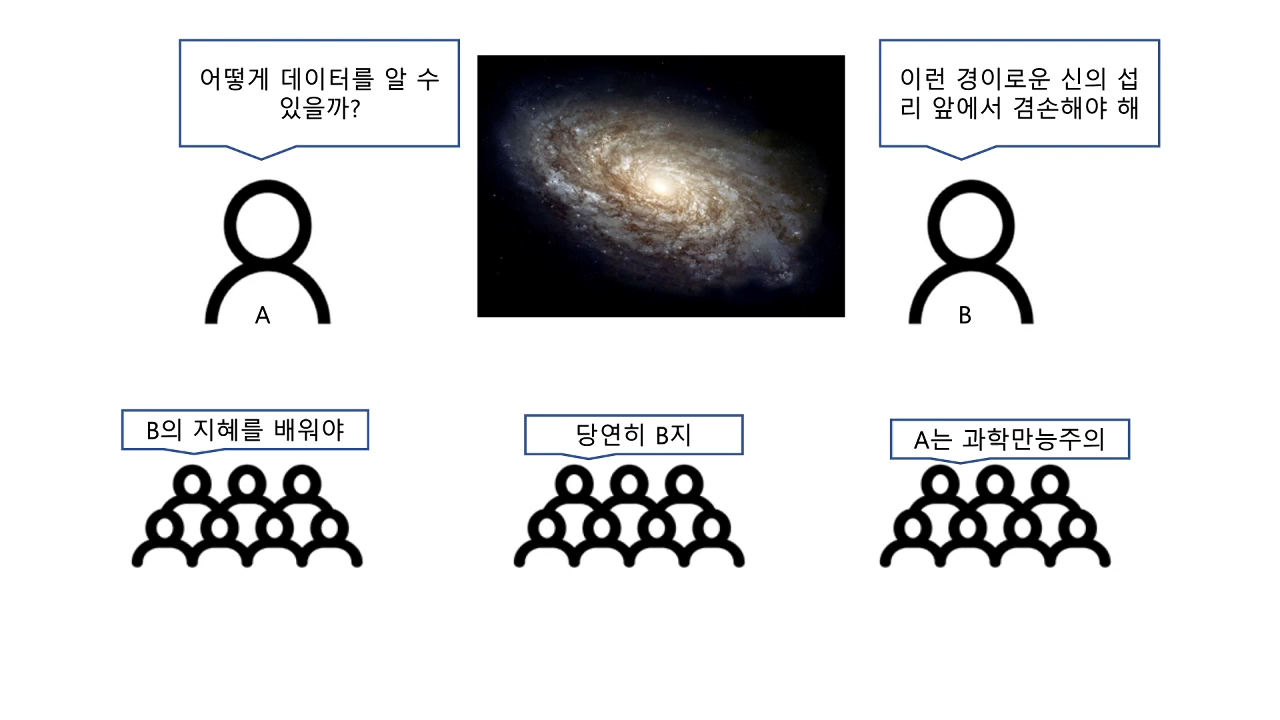 어떻게 데이터를 알 수
있을까?
이런 경이로운 신의 섭
리 앞에서 겸손해야 해
A
B
B의 지혜를 배워야
당연히 B지
A는 과학만능주의